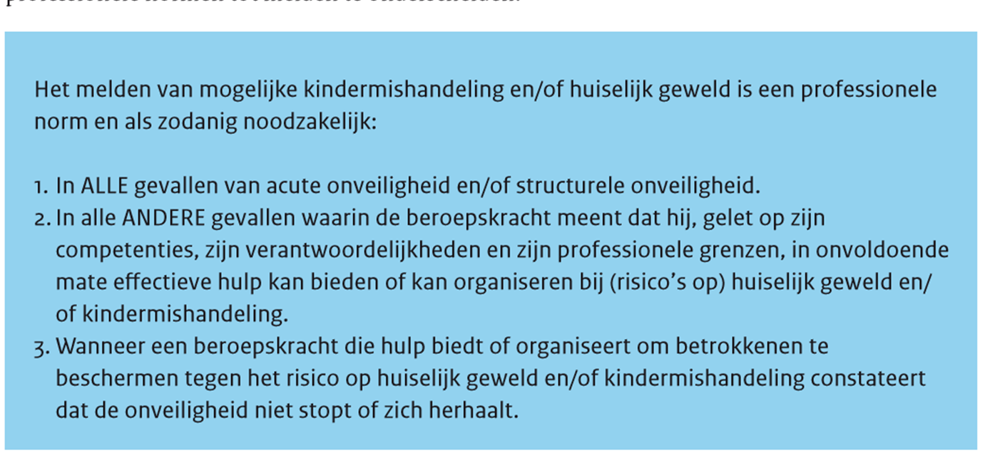 Het melden van mogelijke kindermishandeling en/of huiselijk geweld is een professionele
norm en als zodanig noodzakelijk:
1. In ALLE gevallen van acute onveiligheid en/of structurele onveiligheid.
2. In alle ANDERE gevallen waarin de beroepskracht meent dat hij, gelet op zijn
competenties, zijn verantwoordelijkheden en zijn professionele grenzen, in onvoldoende
mate effectieve hulp kan bieden of kan organiseren bij (risico’s op) huiselijk geweld en/
of kindermishandeling.
3. Wanneer een beroepskracht die hulp biedt of organiseert om betrokkenen te
beschermen tegen het risico op huiselijk geweld en/of kindermishandeling constateert
dat de onveiligheid niet stopt of zich herhaalt.